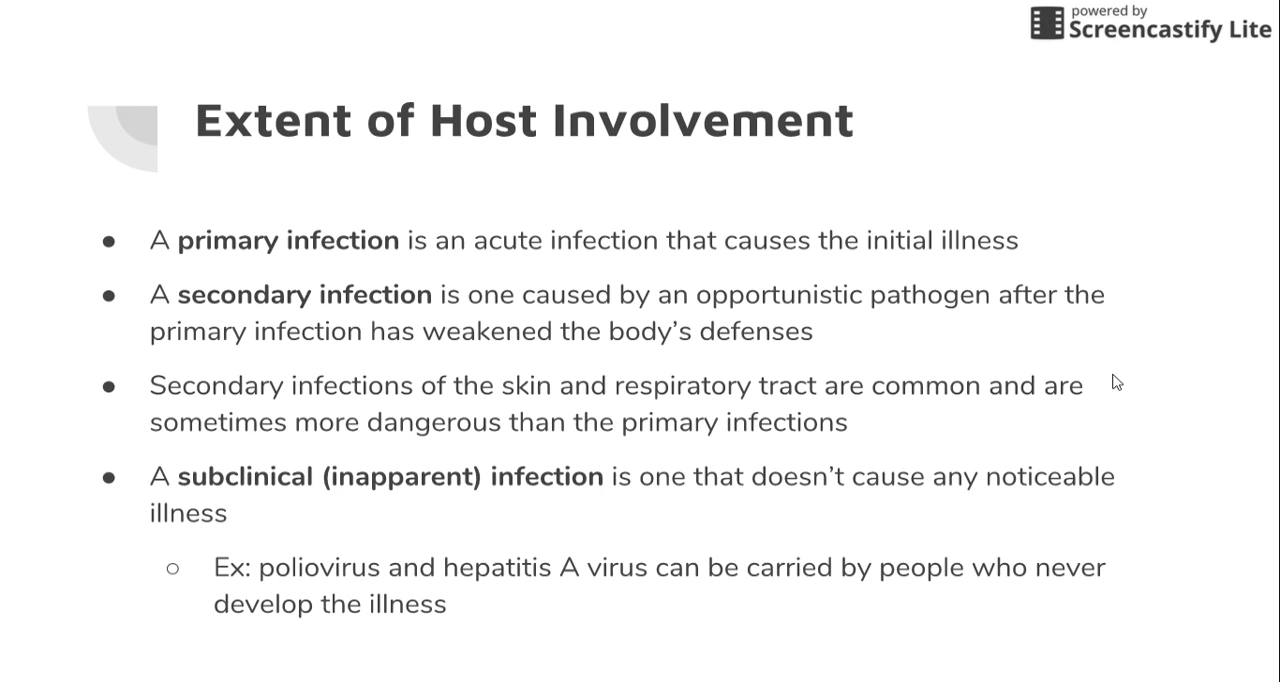 powered by
Screencastify Lite
Extent of Host Involvement
● A primary infection is an acute infection that causes the initial illness
● A secondary infection is one caused by an opportunistic pathogen after the
primary infection has weakened the body’s defenses
● Secondary infections of the skin and respiratory tract are common and are
sometimes more dangerous than the primary infections
● A subclinical (inapparent) infection is one that doesn’t cause any noticeable
illness
○ Ex: poliovirus and hepatitis A virus can be carried by people who never
develop the illness